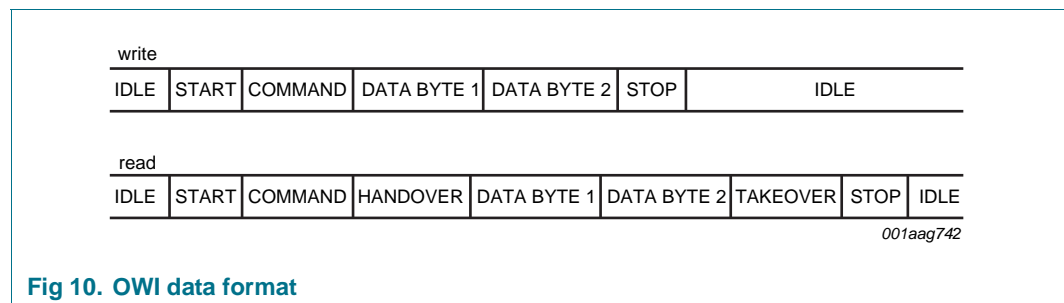 write
IDLE START COMMAND DATA BYTE 1 DATA BYTE 2 STOP IDLE
read
IDLE START COMMAND HANDOVER DATA BYTE 1 DATA BYTE 2 TAKEOVER STOP IDLE
001aag742
Fig 10. OWI data format